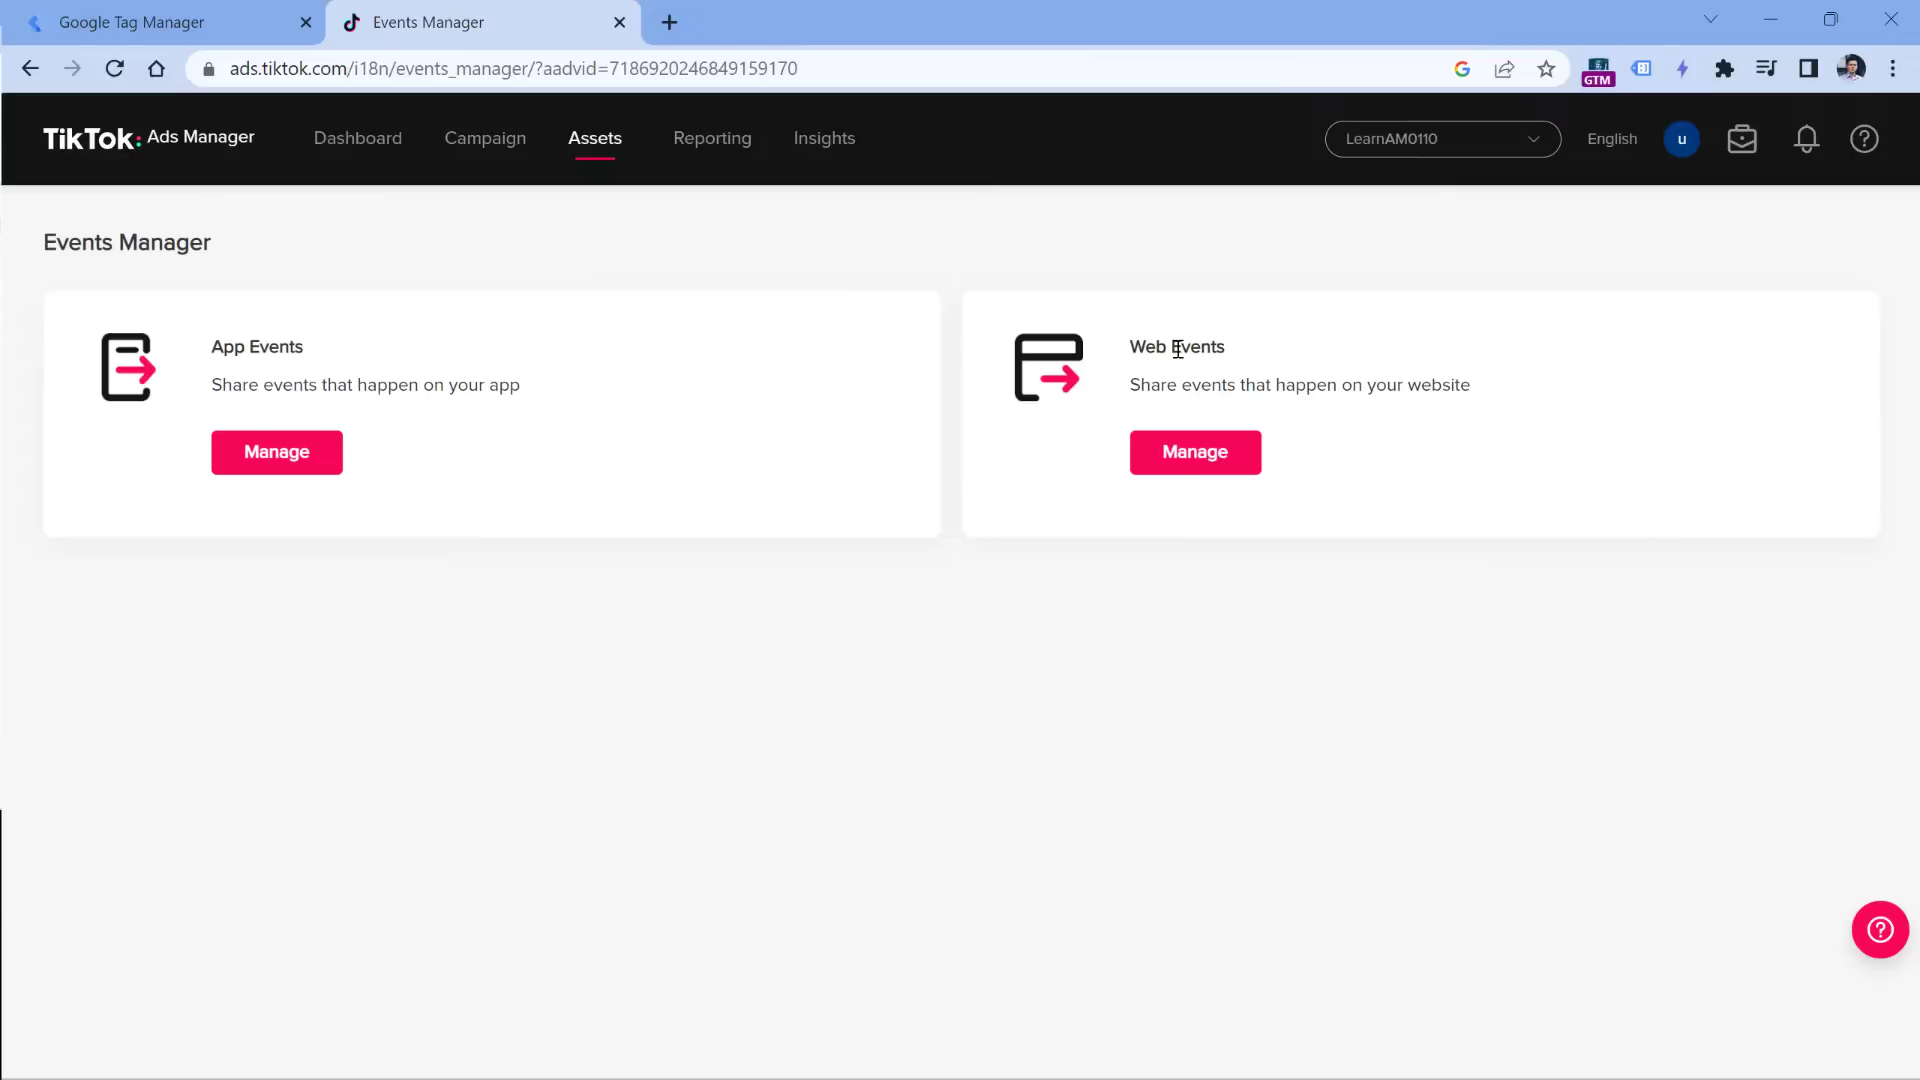 Google Tag Manager
Events Manager
ads.tiktok.com/i18n/events_manager/?aadvid=7186920246849159170
GTM
TikTok: Ads Manager
Dashboard
Campaign
Assets
Reporting
Insights
LearnAM0110
English
u
Events Manager
App Events
Share events that happen on your app
Manage
Web Events
Share events that happen on your website
Manage